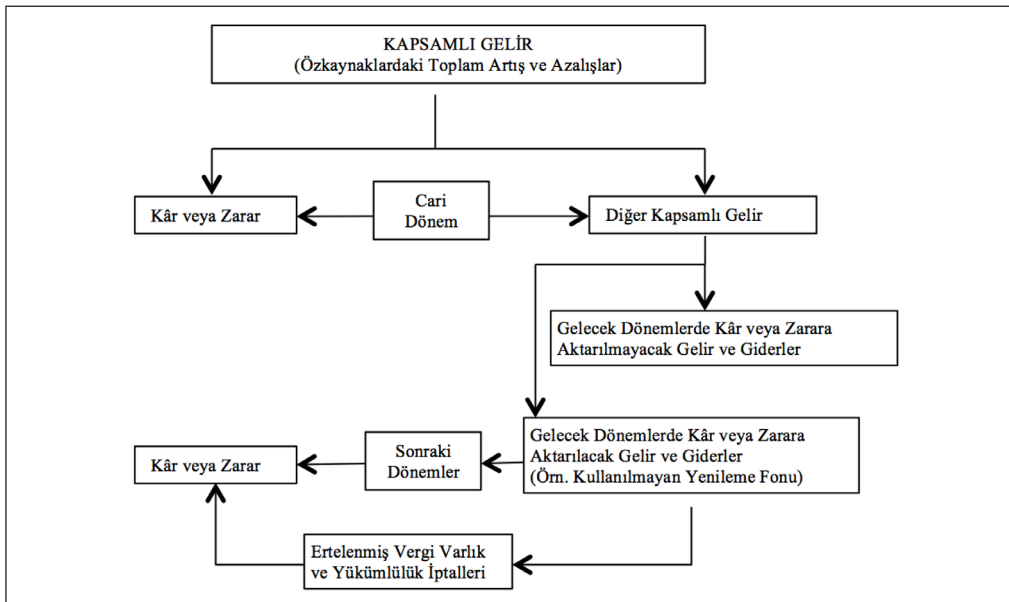 KAPSAMLI GELİR
(Özkaynaklardaki Toplam Artış ve Azalışlar)
Kâr veya Zarar
Cari
Dönem
Diğer Kapsamlı Gelir
Gelecek Dönemlerde Kâr veya Zarara
Aktarılmayacak Gelir ve Giderler
Gelecek Dönemlerde Kâr veya Zarara
Aktarılacak Gelir ve Giderler
(Örn. Kullanılmayan Yenileme Fonu)
Sonraki
Dönemler
Kâr veya Zarar
Ertelenmiş Vergi Varlık
ve Yükümlülük İptalleri